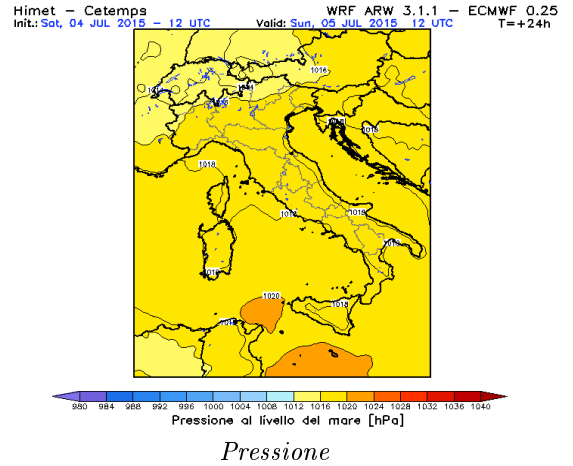 Himet – Cetemps WRF ARW 3.1.1 – ECMWF 0.25
Init.: Sat, 04 JUL 2015 – 12 UTC Valid: Sun, 05 JUL 2015 12 UTC T=+24h
1016
1018
1018
1018
1018
1020
1018
980 984 988 992 996 1000 1004 1008 1012 1016 1020 1024 1028 1032 1036 1040
Pressione al livello del mare [hPa]
Pressione